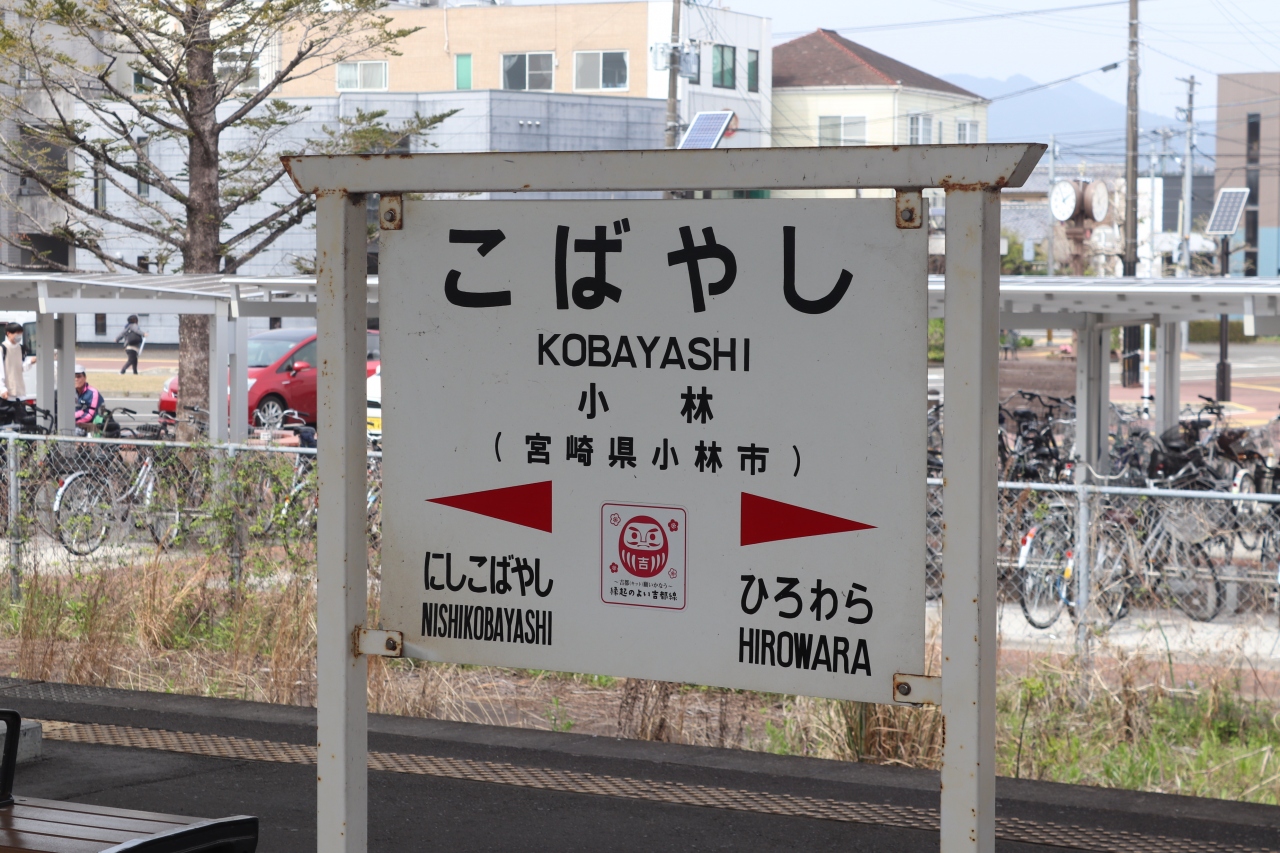 こばやし
KOBAYASHI
小 林
(宮崎県小林市)
にしこばやし
NISHIKOBAYASHI
吉
縁起のよい吉都線
ひろわら
HIROWARA